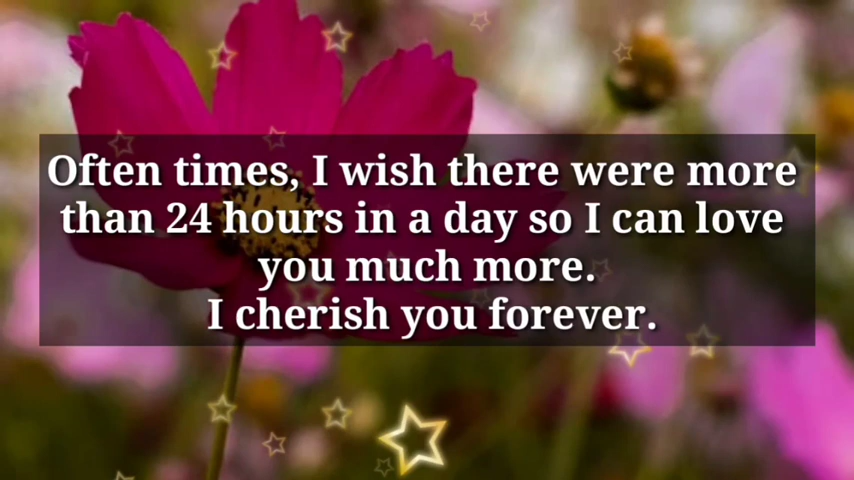 Often times, I wish there were more
than 24 hours in a day so I can love
you much more.
I cherish you forever.